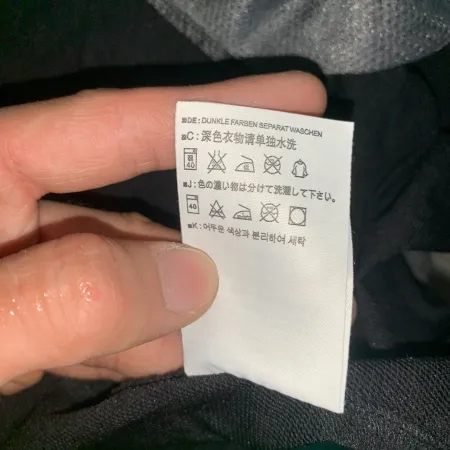 DE: DUNKLE FARBEN SEPARAT WASCHEN
C: 深色衣物请单独水洗
40
J: 色の濃い物は分けて洗濯して下さい。
40
K: 어두운 색상과 분리하여 세탁